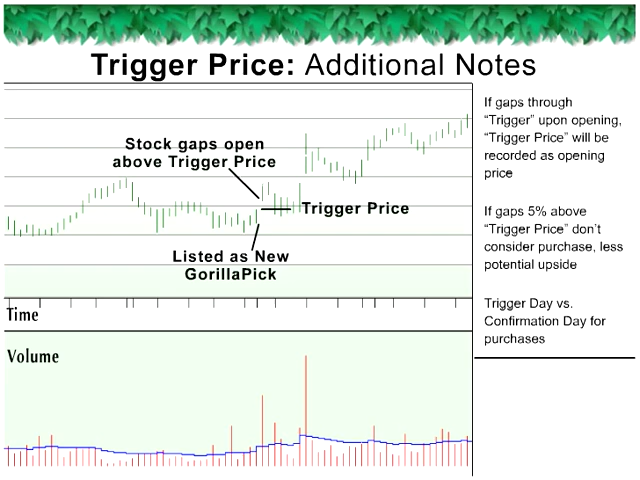 Trigger Price: Additional Notes
Stock gaps open
above Trigger Price
Trigger Price
Listed as New
GorillaPick
Time
Volume
If gaps through
“Trigger” upon opening,
“Trigger Price” will be
recorded as opening
price
If gaps 5% above
“Trigger Price” don’t
consider purchase, less
potential upside
Trigger Day vs.
Confirmation Day for
purchases